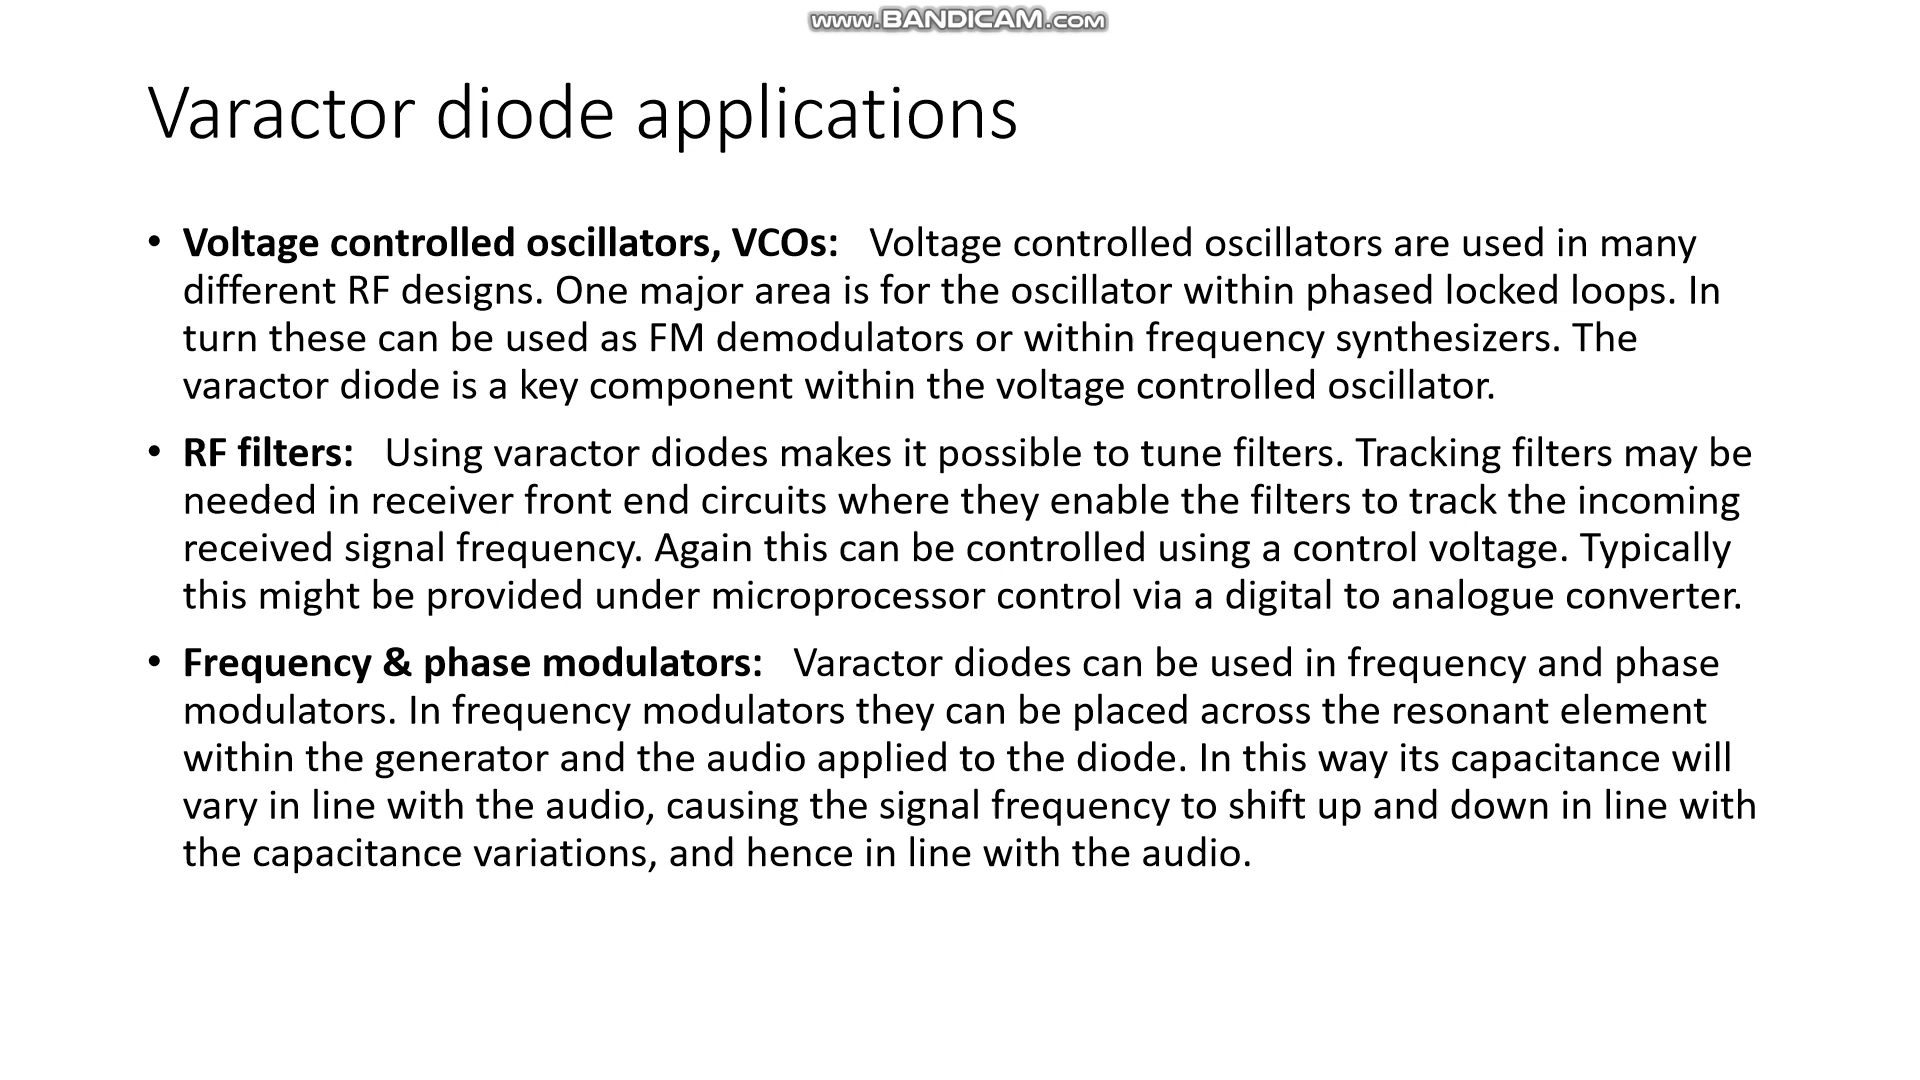 www.BANDICAM.com
Varactor diode applications
• Voltage controlled oscillators, VCOs:   Voltage controlled oscillators are used in many
different RF designs. One major area is for the oscillator within phased locked loops. In
turn these can be used as FM demodulators or within frequency synthesizers. The
varactor diode is a key component within the voltage controlled oscillator.
• RF filters:   Using varactor diodes makes it possible to tune filters. Tracking filters may be
needed in receiver front end circuits where they enable the filters to track the incoming
received signal frequency. Again this can be controlled using a control voltage. Typically
this might be provided under microprocessor control via a digital to analogue converter.
• Frequency & phase modulators:   Varactor diodes can be used in frequency and phase
modulators. In frequency modulators they can be placed across the resonant element
within the generator and the audio applied to the diode. In this way its capacitance will
vary in line with the audio, causing the signal frequency to shift up and down in line with
the capacitance variations, and hence in line with the audio.